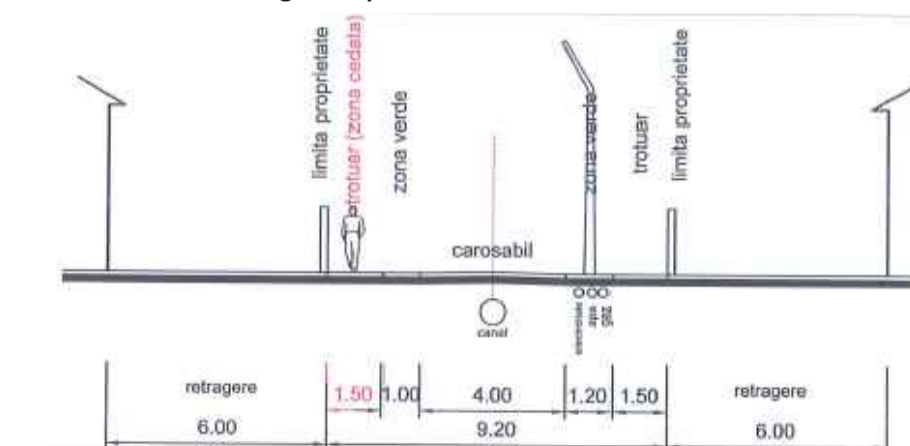 limita proprietate
trotuar (zona cedata)
zona verde
zona verde
trotuar
limita proprietate
carosabil
canal
apa
gaz
retragere
1.50
1.00
4.00
1.20
1.50
retragere
6.00
9.20
6.00